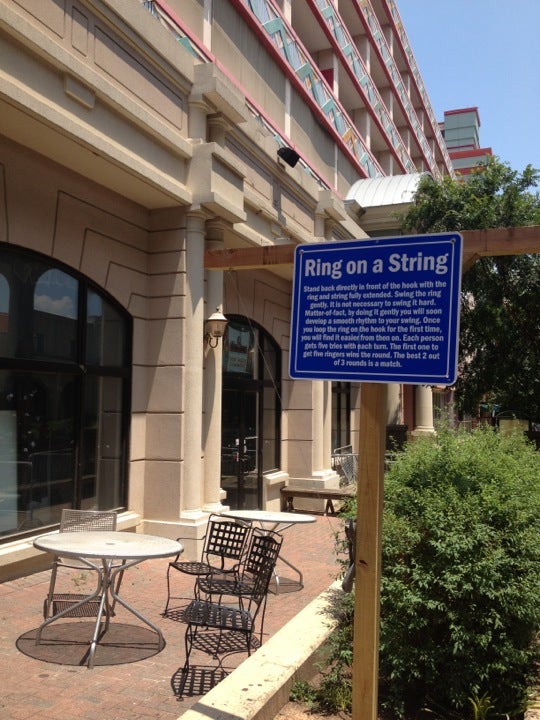 Ring on a String
Stand back directly in front of the hook with the
ring and string fully extended. Swing the ring
gently. It is not necessary to swing it hard.
Matter-of-fact, by doing it gently you will soon
develop a smooth rhythm to your swing. Once
you loop the ring on the hook for the first time,
you will find it easier from then on. Each person
gets five tries with each turn. The first one to
get five ringers wins the round. The best 2 out
of 3 rounds is a match.